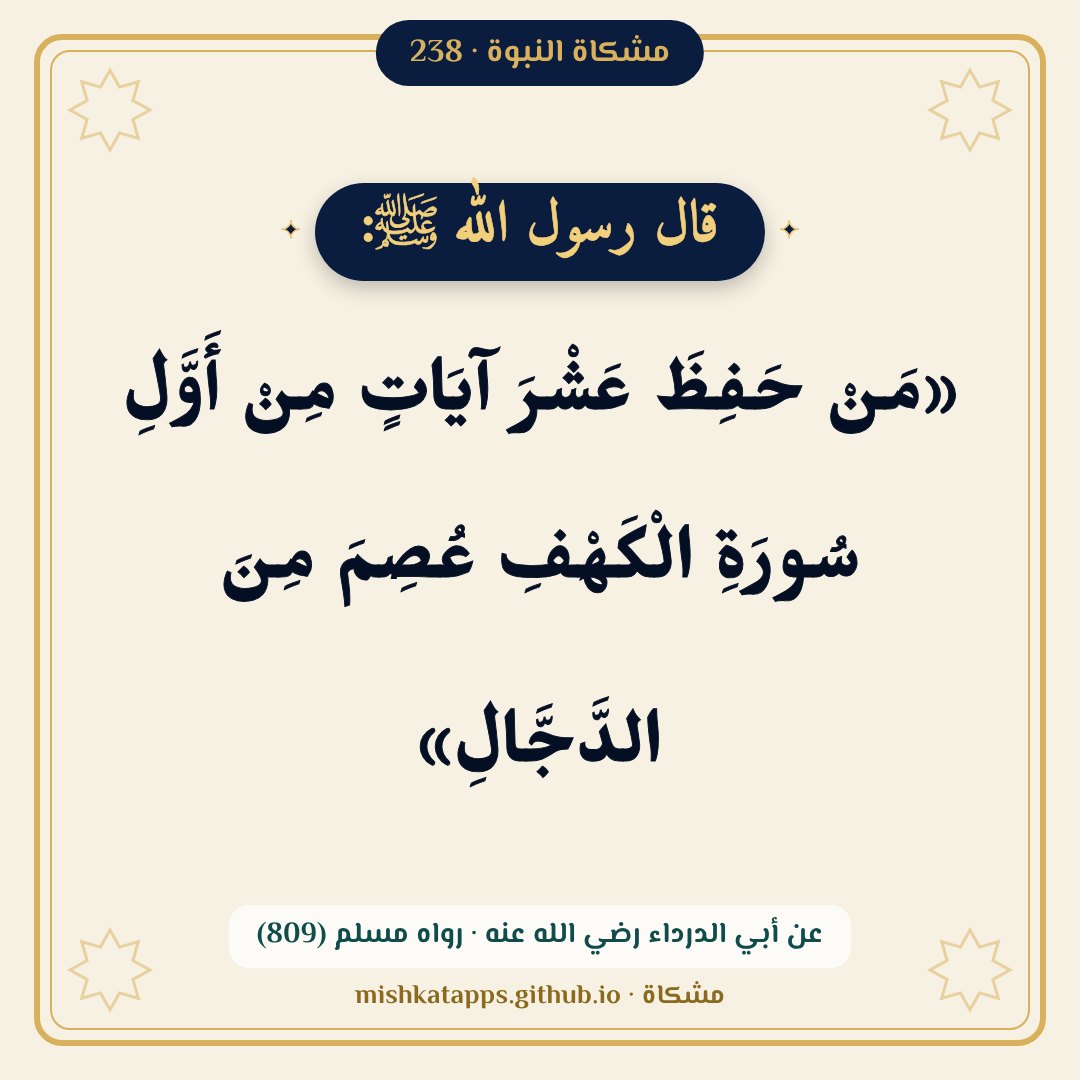 مشكاة النبوة · 238
قال رسول الله ﷺ:
«مَنْ حَفِظَ عَشْرَ آيَاتٍ مِنْ أَوَّلِ
سُورَةِ الْكَهْفِ عُصِمَ مِنَ
الدَّجَّالِ»
عن أبي الدرداء رضي الله عنه · رواه مسلم (809)
مشكاة · mishkatapps.github.io